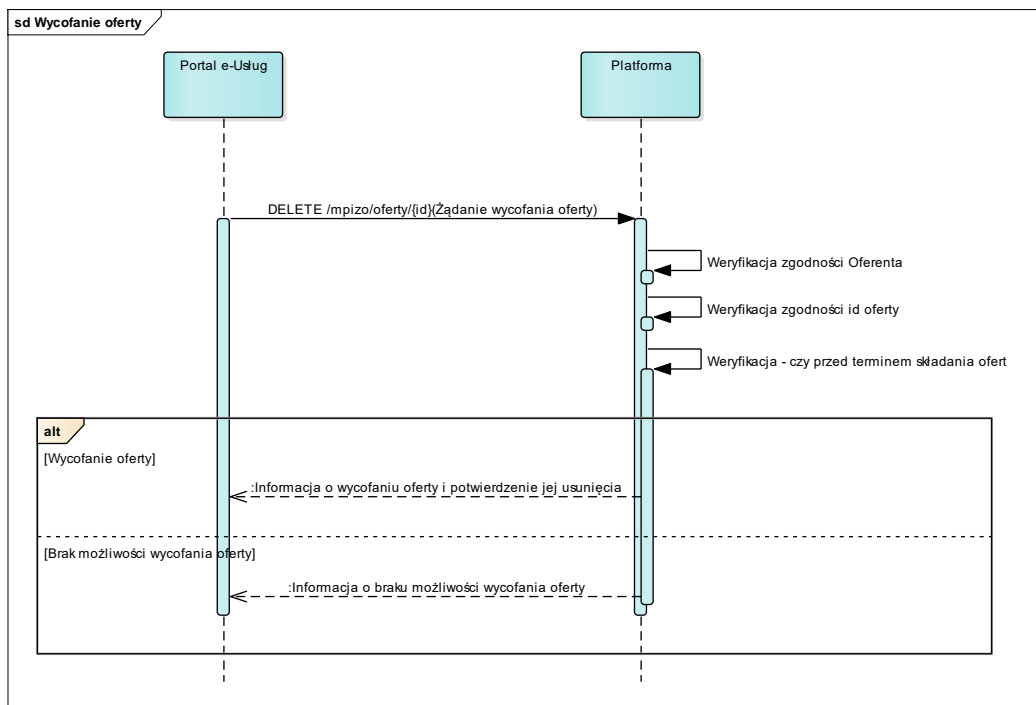 sd Wycofanie oferty
Portal e-Usług
Platforma
DELETE /mpizo/oferty/{id}(Żądanie wycofania oferty)
Weryfikacja zgodności Oferenta
Weryfikacja zgodności id oferty
Weryfikacja - czy przed terminem składania ofert
alt
[Wycofanie oferty]
:Informacja o wycofaniu oferty i potwierdzenie jej usunięcia
[Brak możliwości wycofania oferty]
:Informacja o braku możliwości wycofania oferty